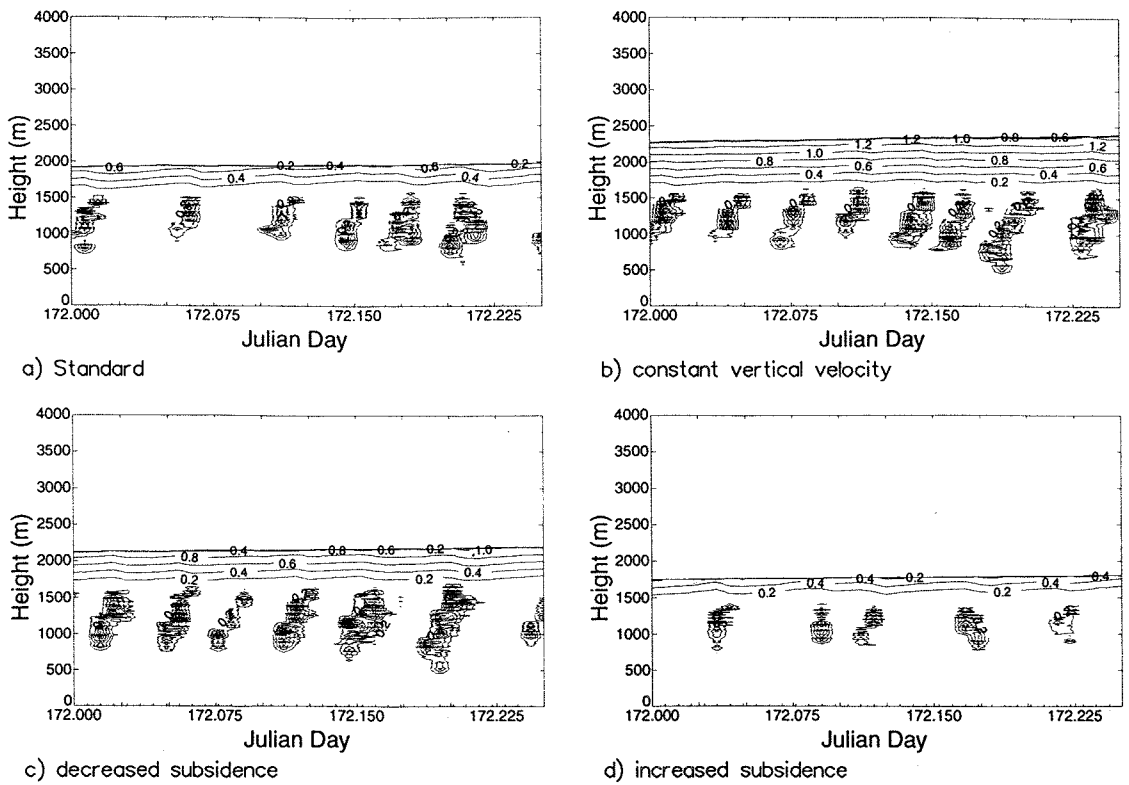 4000
3500
3000
2500
2000
1500
1000
500
0
Height (m)
0.6 0.2 0.4 0.6 0.2
0.4 0.4
172.000 172.075 172.150 172.225
Julian Day
a) Standard
4000
3500
3000
2500
2000
1500
1000
500
0
Height (m)
1.2 1.2 1.0 0.8 0.6
1.0 1.2
0.8 0.6 0.8 0.6
0.4 0.2 0.4
172.000 172.075 172.150 172.225
Julian Day
b) constant vertical velocity
4000
3500
3000
2500
2000
1500
1000
500
0
Height (m)
0.8 0.4 0.8 0.6 0.2 1.0
0.6
0.2 0.4 0.2 0.4
172.000 172.075 172.150 172.225
Julian Day
c) decreased subsidence
4000
3500
3000
2500
2000
1500
1000
500
0
Height (m)
0.4 0.4 0.2 0.4 0.4
0.2 0.2
172.000 172.075 172.150 172.225
Julian Day
d) increased subsidence